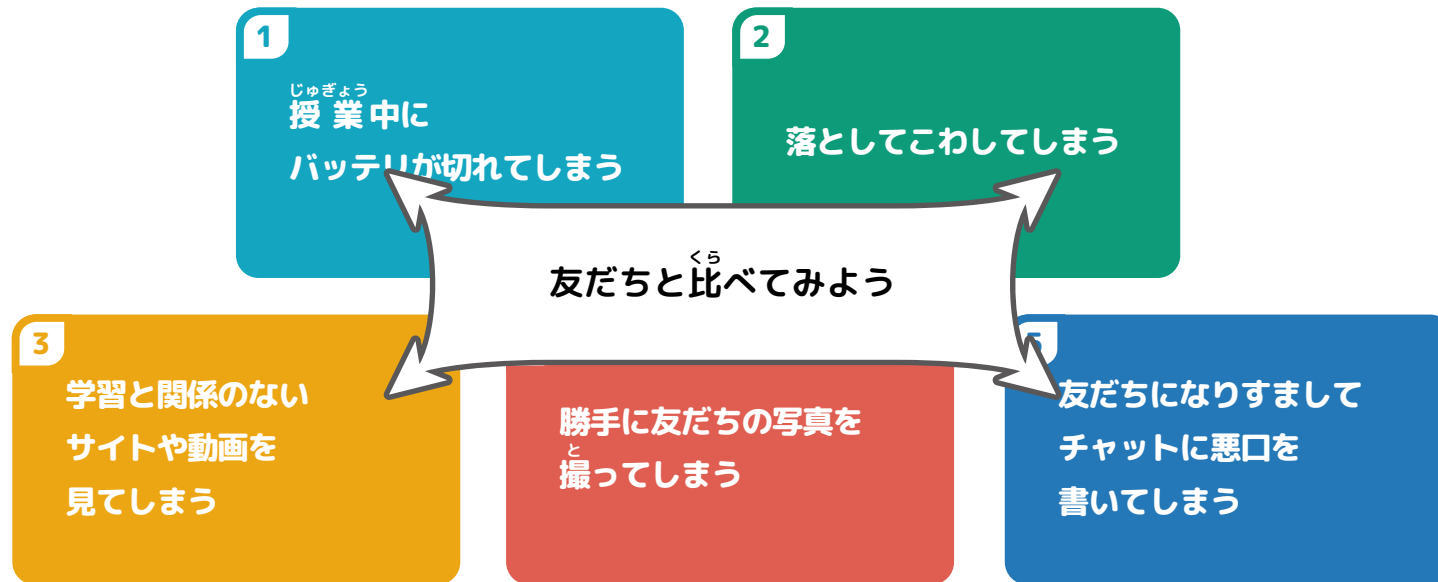 1
授業中に
じゅぎょう
バッテリが切れてしまう
2
落としてこわしてしまう
友だちと比べてみよう
くら
3
学習と関係のない
サイトや動画を
見てしまう
勝手に友だちの写真を
撮ってしまう
と
5
友だちになりすまして
チャットに悪口を
書いてしまう